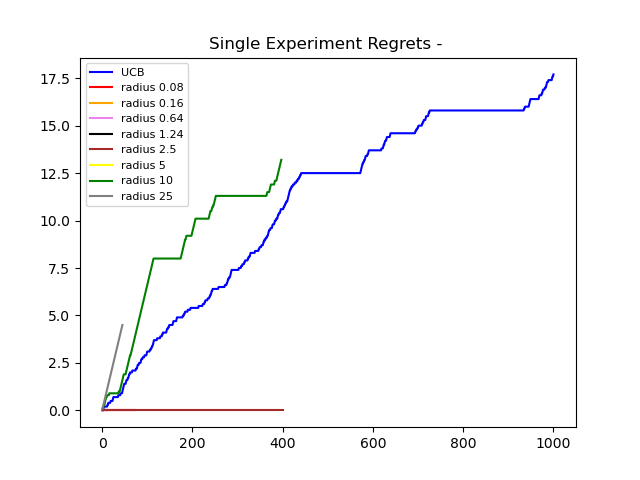 Single Experiment Regrets -
17.5
15.0
12.5
10.0
7.5
5.0
2.5
0.0
UCB
radius 0.08
radius 0.16
radius 0.64
radius 1.24
radius 2.5
radius 5
radius 10
radius 25
0 200 400 600 800 1000